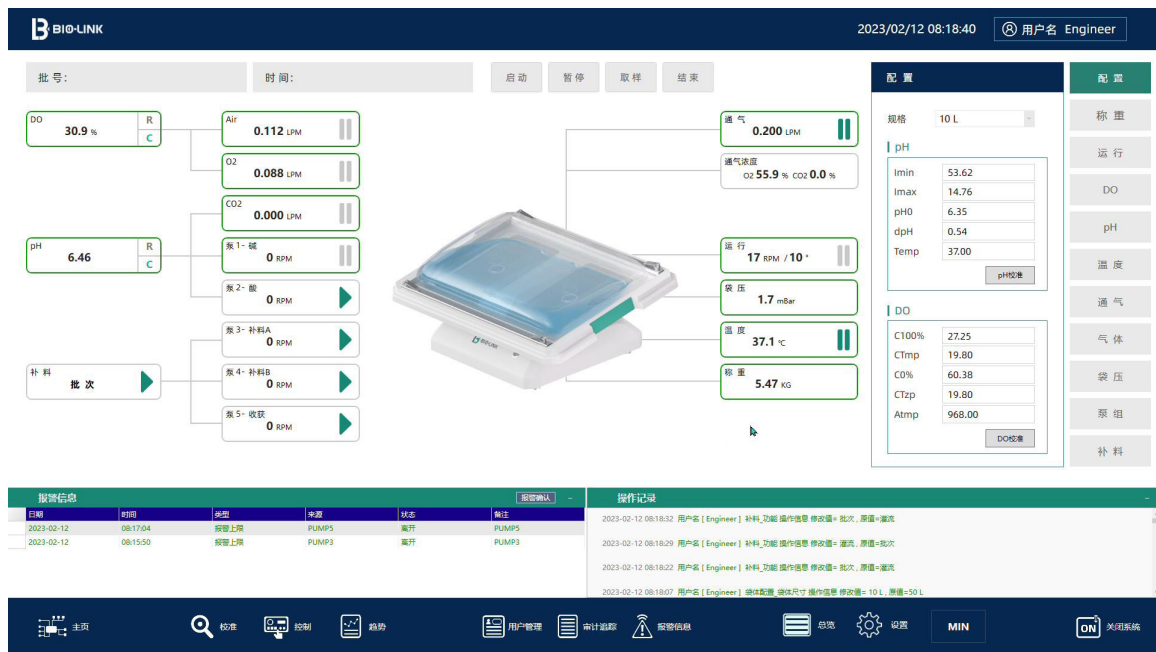 BIO-LINK
2023/02/12 08:18:40 用户名 Engineer
批 号: 时 间: 启 动 暂 停 取 样 结 束
配 置
配 置
称 重
运 行
DO
pH
温 度
通 气
气 体
袋 压
泵 组
补 料
DO 30.9 % R C
Air 0.112 LPM
O2 0.088 LPM
CO2 0.000 LPM
pH 6.46 R C
泵 1- 碱 0 RPM
泵 2- 酸 0 RPM
泵 3- 补料A 0 RPM
补 料 批 次
泵 4- 补料B 0 RPM
泵 5- 收获 0 RPM
BIO-LINK
通 气 0.200 LPM
通气浓度 O2 55.9 % CO2 0.0 %
运 行 17 RPM / 10 °
袋 压 1.7 mBar
温 度 37.1 ℃
称 重 5.47 KG
规格 10 L
pH
Imin 53.62
Imax 14.76
pH0 6.35
dpH 0.54
Temp 37.00
pH校准
DO
C100% 27.25
CTmp 19.80
C0% 60.38
CTzp 19.80
Atmp 968.00
DO校准
报警信息 报警确认 -
日期 时间 类型 来源 状态 备注
2023-02-12 08:17:04 报警上限 PUMP5 离开 PUMP5
2023-02-12 08:15:50 报警上限 PUMP3 离开 PUMP3
操作记录 -
2023-02-12 08:18:32 用户名 [ Engineer ] 补料_功能 操作信息 修改值= 批次 , 原值=灌流
2023-02-12 08:18:29 用户名 [ Engineer ] 补料_功能 操作信息 修改值= 灌流 , 原值=批次
2023-02-12 08:18:22 用户名 [ Engineer ] 补料_功能 操作信息 修改值= 批次 , 原值=灌流
2023-02-12 08:18:07 用户名 [ Engineer ] 袋体配置_袋体尺寸 操作信息 修改值= 10 L , 原值=50 L
主页 校准 控制 趋势 用户管理 审计追踪 报警信息 总览 设置 MIN ON 关闭系统